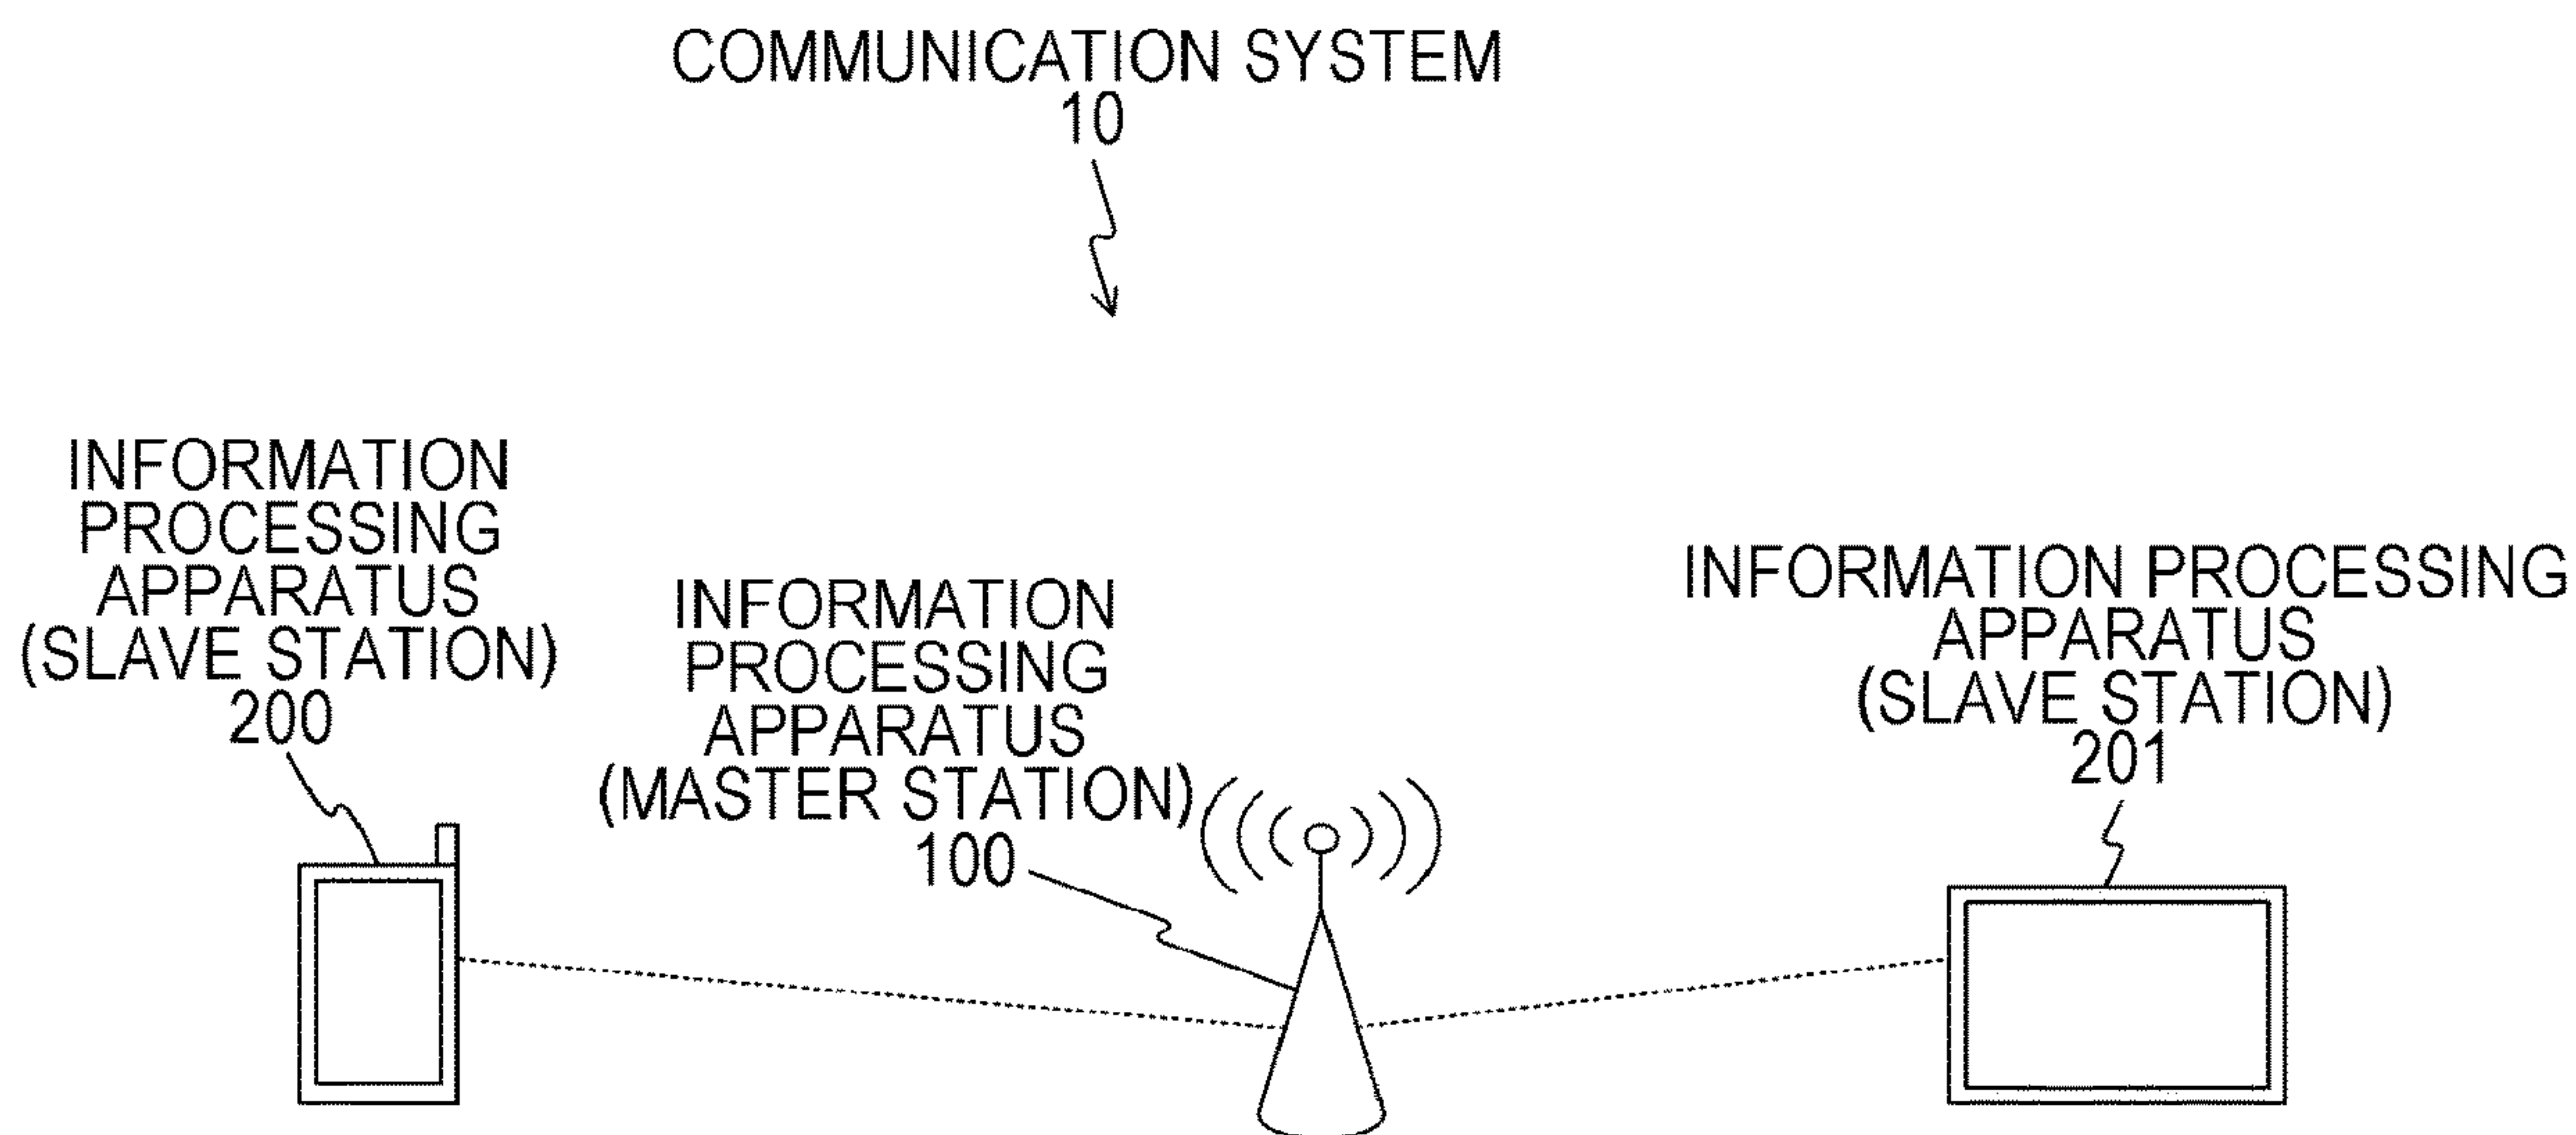 COMMUNICATION SYSTEM
10
INFORMATION
PROCESSING
APPARATUS
(SLAVE STATION)
200
INFORMATION
PROCESSING
APPARATUS
(MASTER STATION)
100
INFORMATION PROCESSING
APPARATUS
(SLAVE STATION)
201